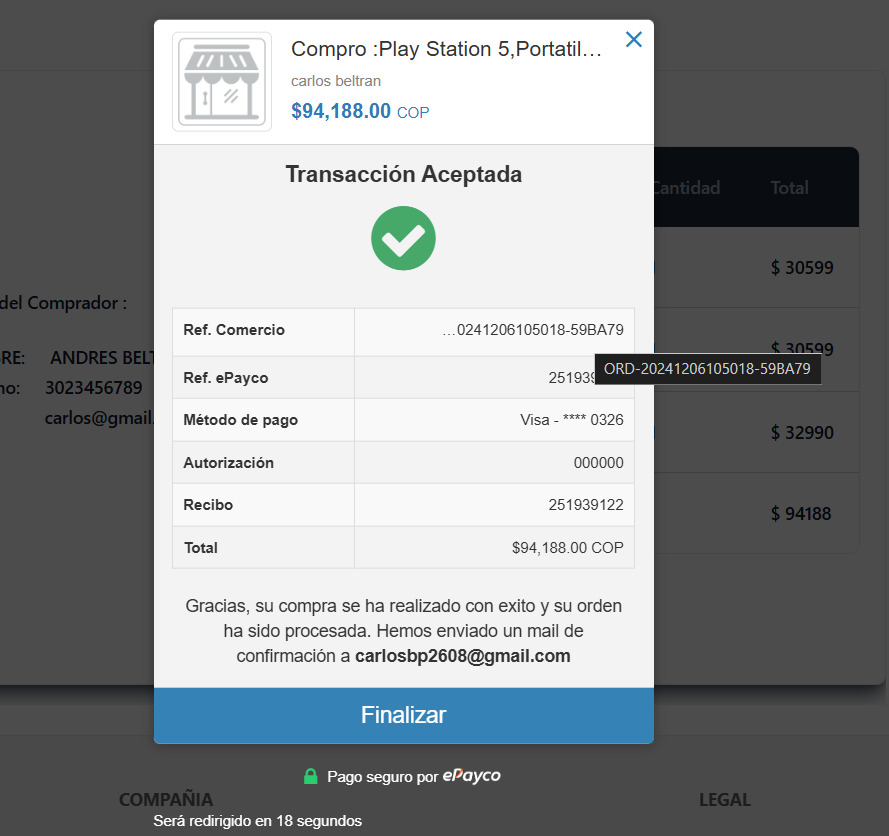 Compro :Play Station 5,Portatil…
carlos beltran
$94,188.00 COP
Transacción Aceptada
Ref. Comercio …0241206105018-59BA79
Ref. ePayco 251939
ORD-20241206105018-59BA79
Método de pago Visa - **** 0326
Autorización 000000
Recibo 251939122
Total $94,188.00 COP
Gracias, su compra se ha realizado con exito y su orden
ha sido procesada. Hemos enviado un mail de
confirmación a carlosbp2608@gmail.com
Finalizar
Pago seguro por ePayco
Será redirigido en 18 segundos
del Comprador :
RE: ANDRES BELT
no: 3023456789
carlos@gmail.
Cantidad Total
$ 30599
$ 30599
$ 32990
$ 94188
COMPAÑIA
LEGAL